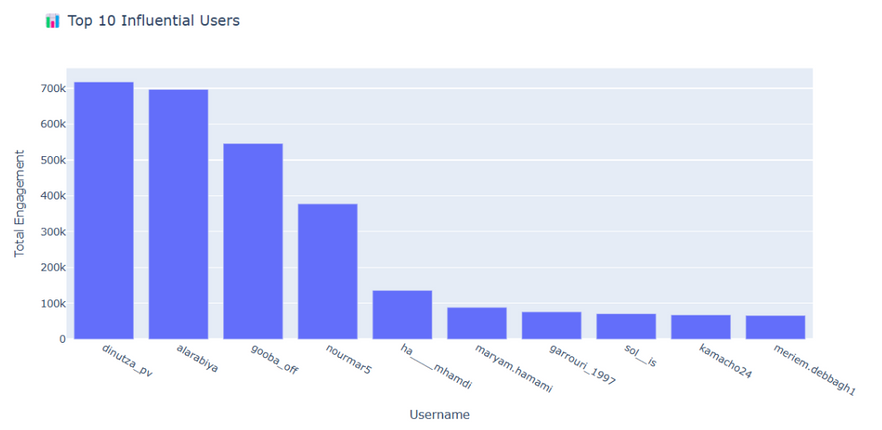 📊 Top 10 Influential Users
Total Engagement
700k
600k
500k
400k
300k
200k
100k
0
dinutza_pv
alarabiya
gooba_off
nourmar5
ha_____mhamdi
maryam.hamami
garrouri_1997
sol__is
kamacho24
meriem.debbagh1
Username